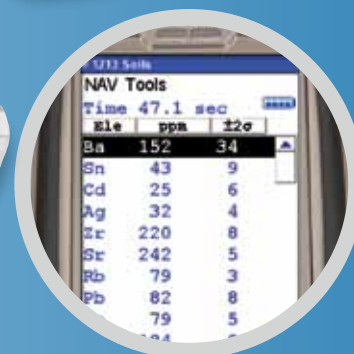 1213 Soils
NAV Tools
Time 47.1 sec
Ele ppm ±2σ
Ba 152 34
Sn 43 9
Cd 25 6
Ag 32 4
Zr 220 8
Sr 242 5
Rb 79 3
Pb 82 8
79 5